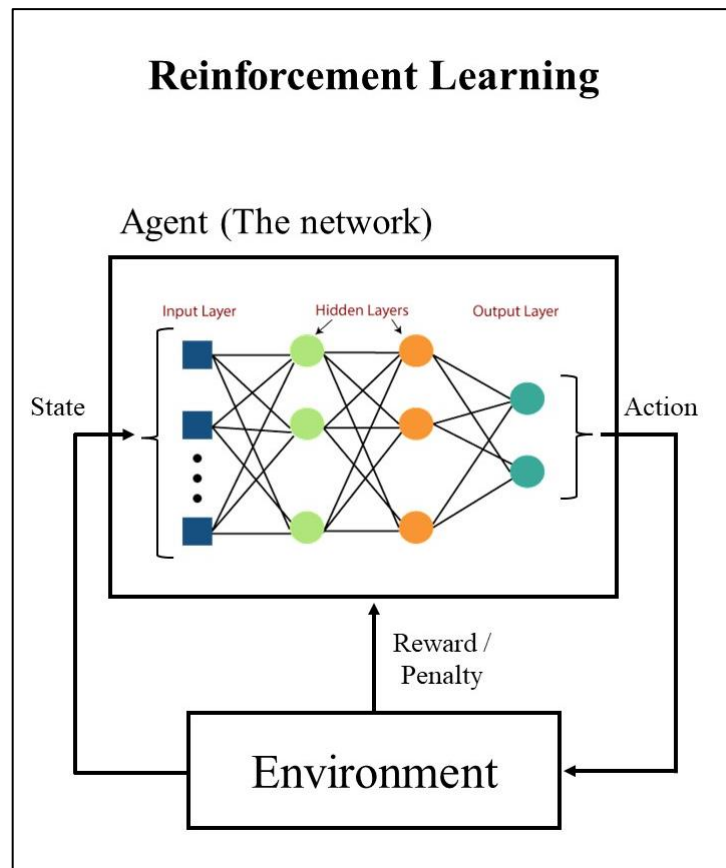 Reinforcement Learning
Agent (The network)
Input Layer
Hidden Layers
Output Layer
State
Action
Reward /
Penalty
Environment